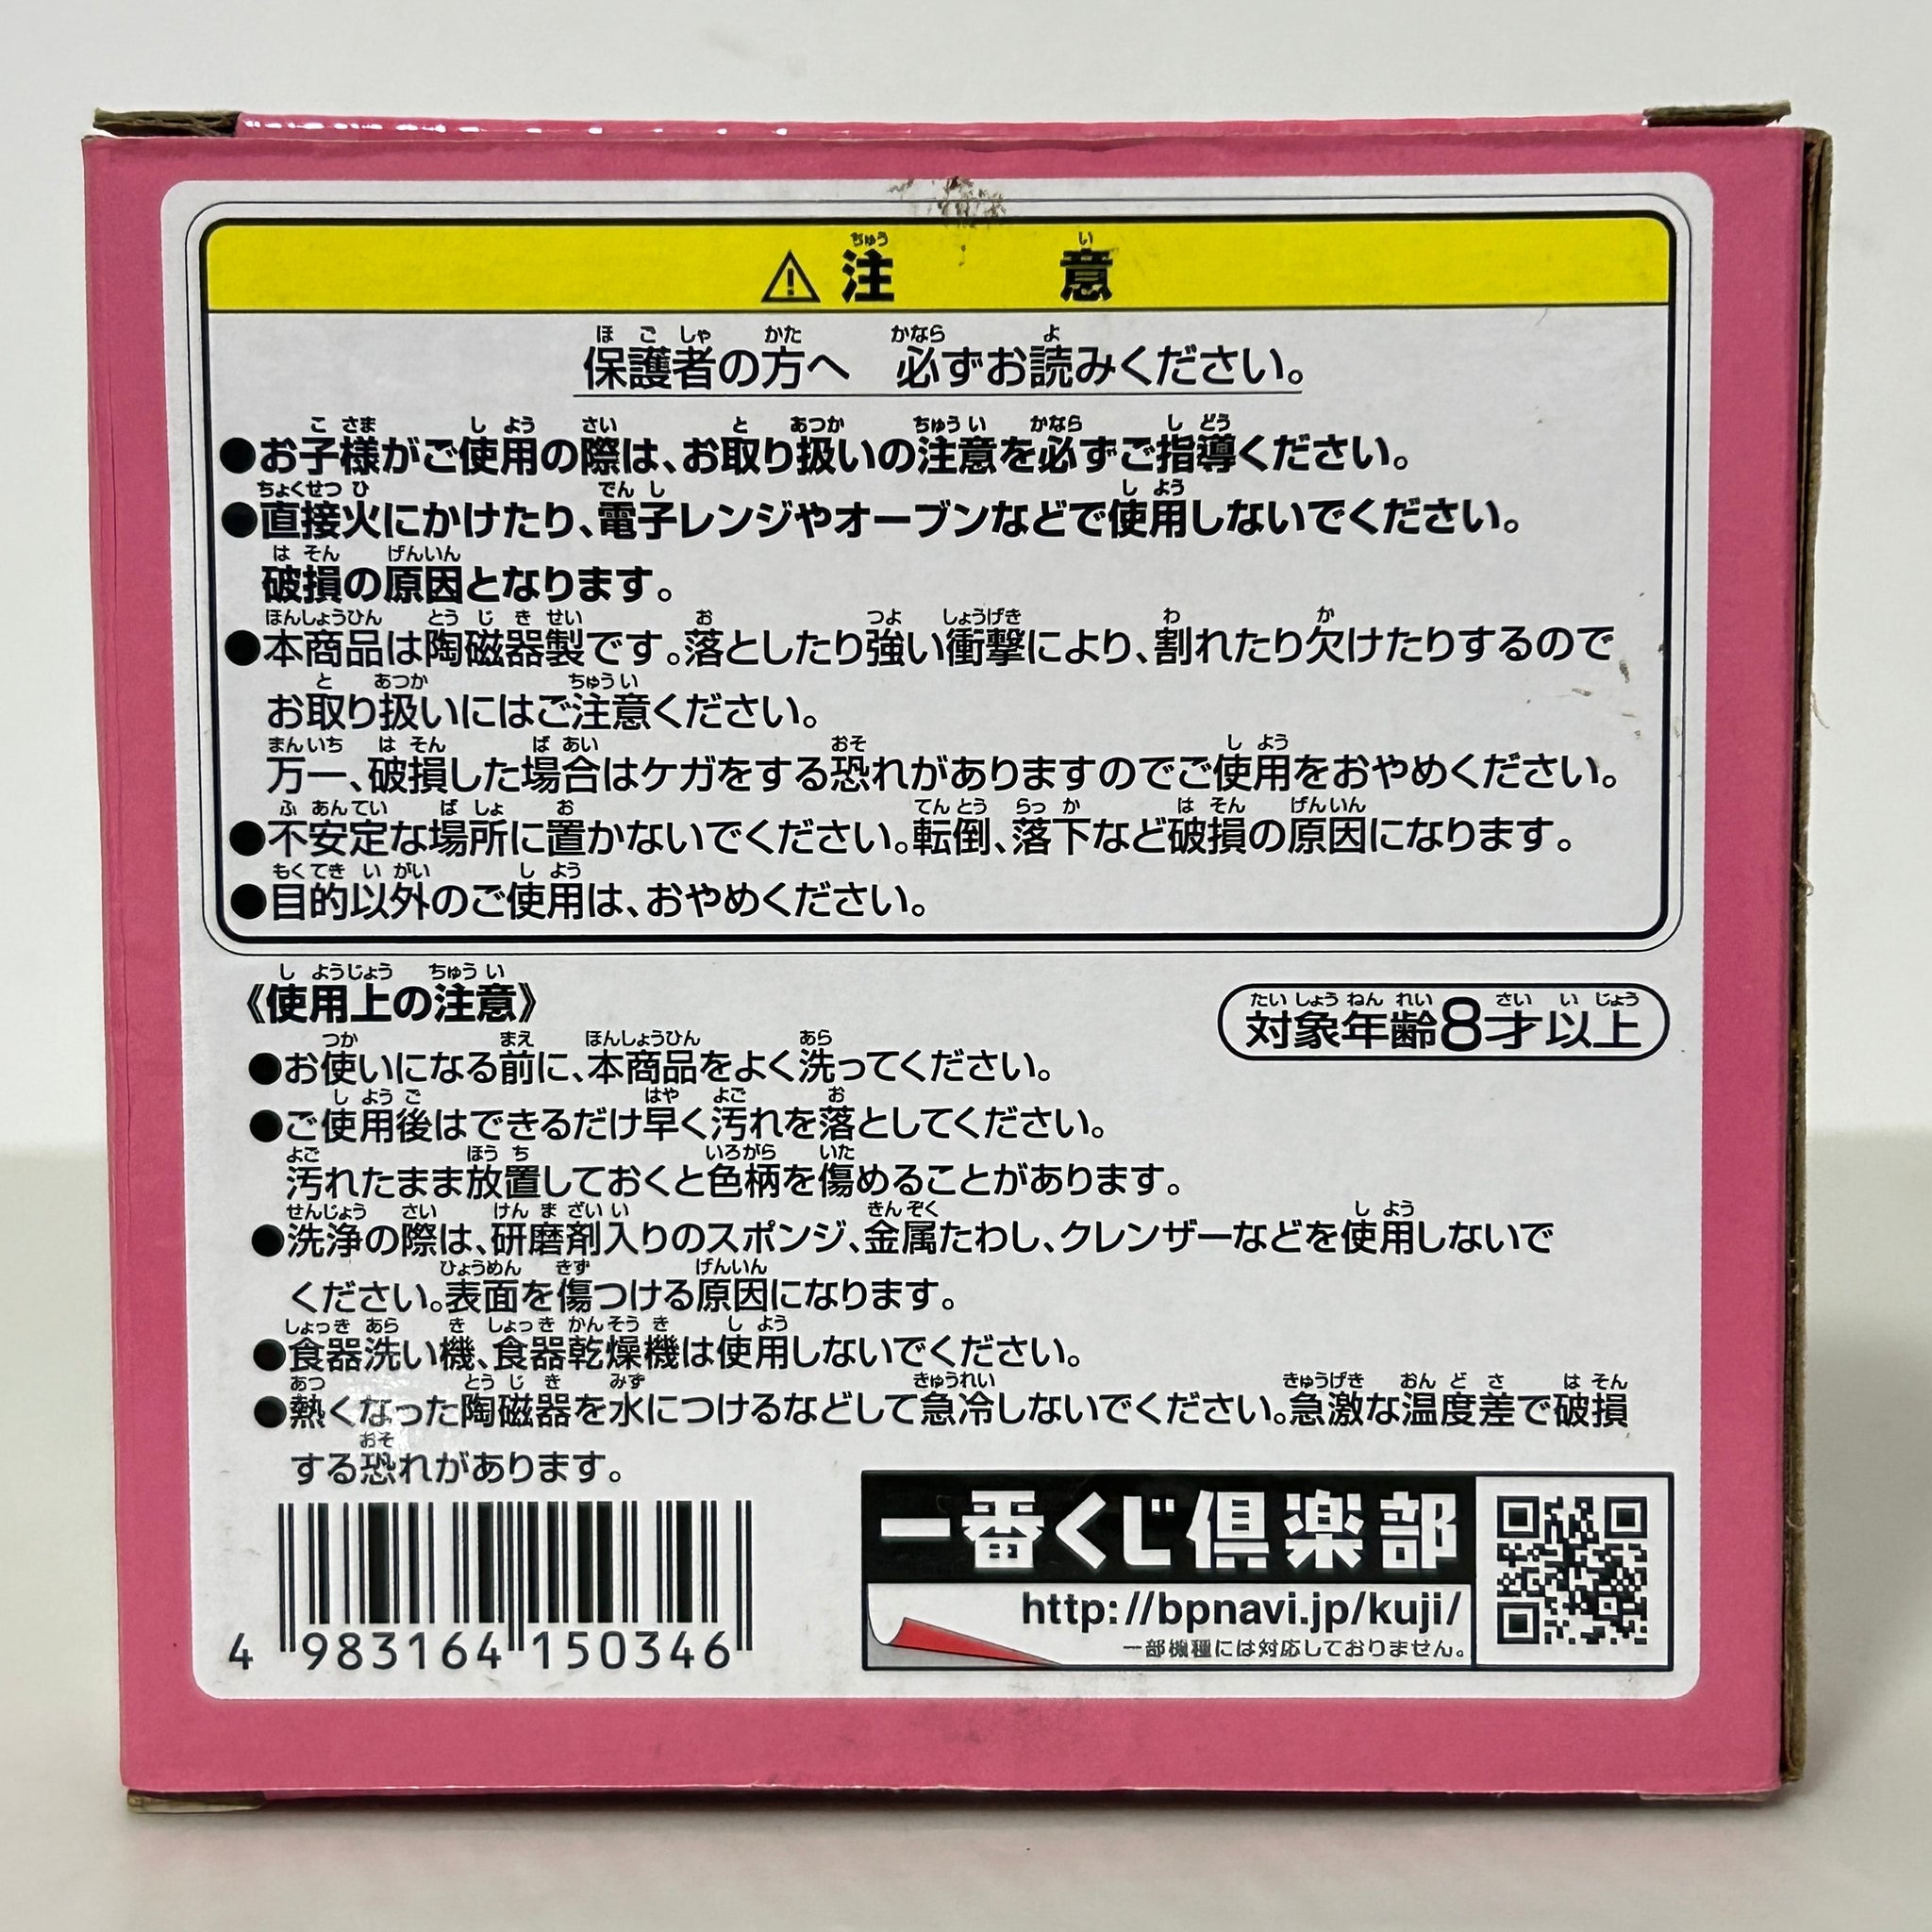 ⚠注意
保護者の方へ　必ずお読みください。
●お子様がご使用の際は、お取り扱いの注意を必ずご指導ください。
●直接火にかけたり、電子レンジやオーブンなどで使用しないでください。
破損の原因となります。
●本商品は陶磁器製です。落としたり強い衝撃により、割れたり欠けたりするので
お取り扱いにはご注意ください。
万一、破損した場合はケガをする恐れがありますのでご使用をおやめください。
●不安定な場所に置かないでください。転倒、落下など破損の原因になります。
●目的以外のご使用は、おやめください。
《使用上の注意》
対象年齢8才以上
●お使いになる前に、本商品をよく洗ってください。
●ご使用後はできるだけ早く汚れを落としてください。
汚れたまま放置しておくと色柄を傷めることがあります。
●洗浄の際は、研磨剤入りのスポンジ、金属たわし、クレンザーなどを使用しないで
ください。表面を傷つける原因になります。
●食器洗い機、食器乾燥機は使用しないでください。
●熱くなった陶磁器を水につけるなどして急冷しないでください。急激な温度差で破損
する恐れがあります。
4 983164 150346
一番くじ倶楽部
http://bpnavi.jp/kuji/
一部機種には対応しておりません。